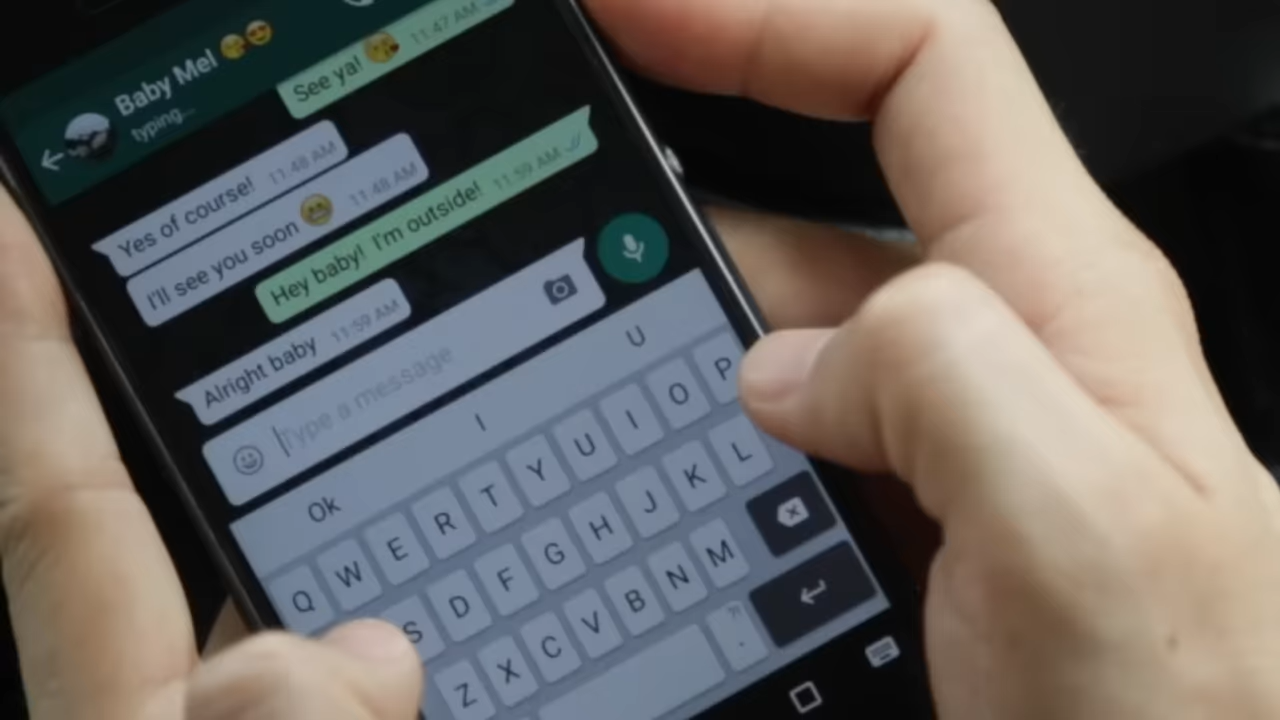 Baby Mel 😘😍
typing...
See ya! 😘 11:47 AM
Yes of course! 11:48 AM
I'll see you soon 😁 11:48 AM
Hey baby! I'm outside! 11:59 AM
Alright baby 11:59 AM
Type a message
Ok I U
Q W E R T Y U I O P
S D F G H J K L
Z X C V B N M
.